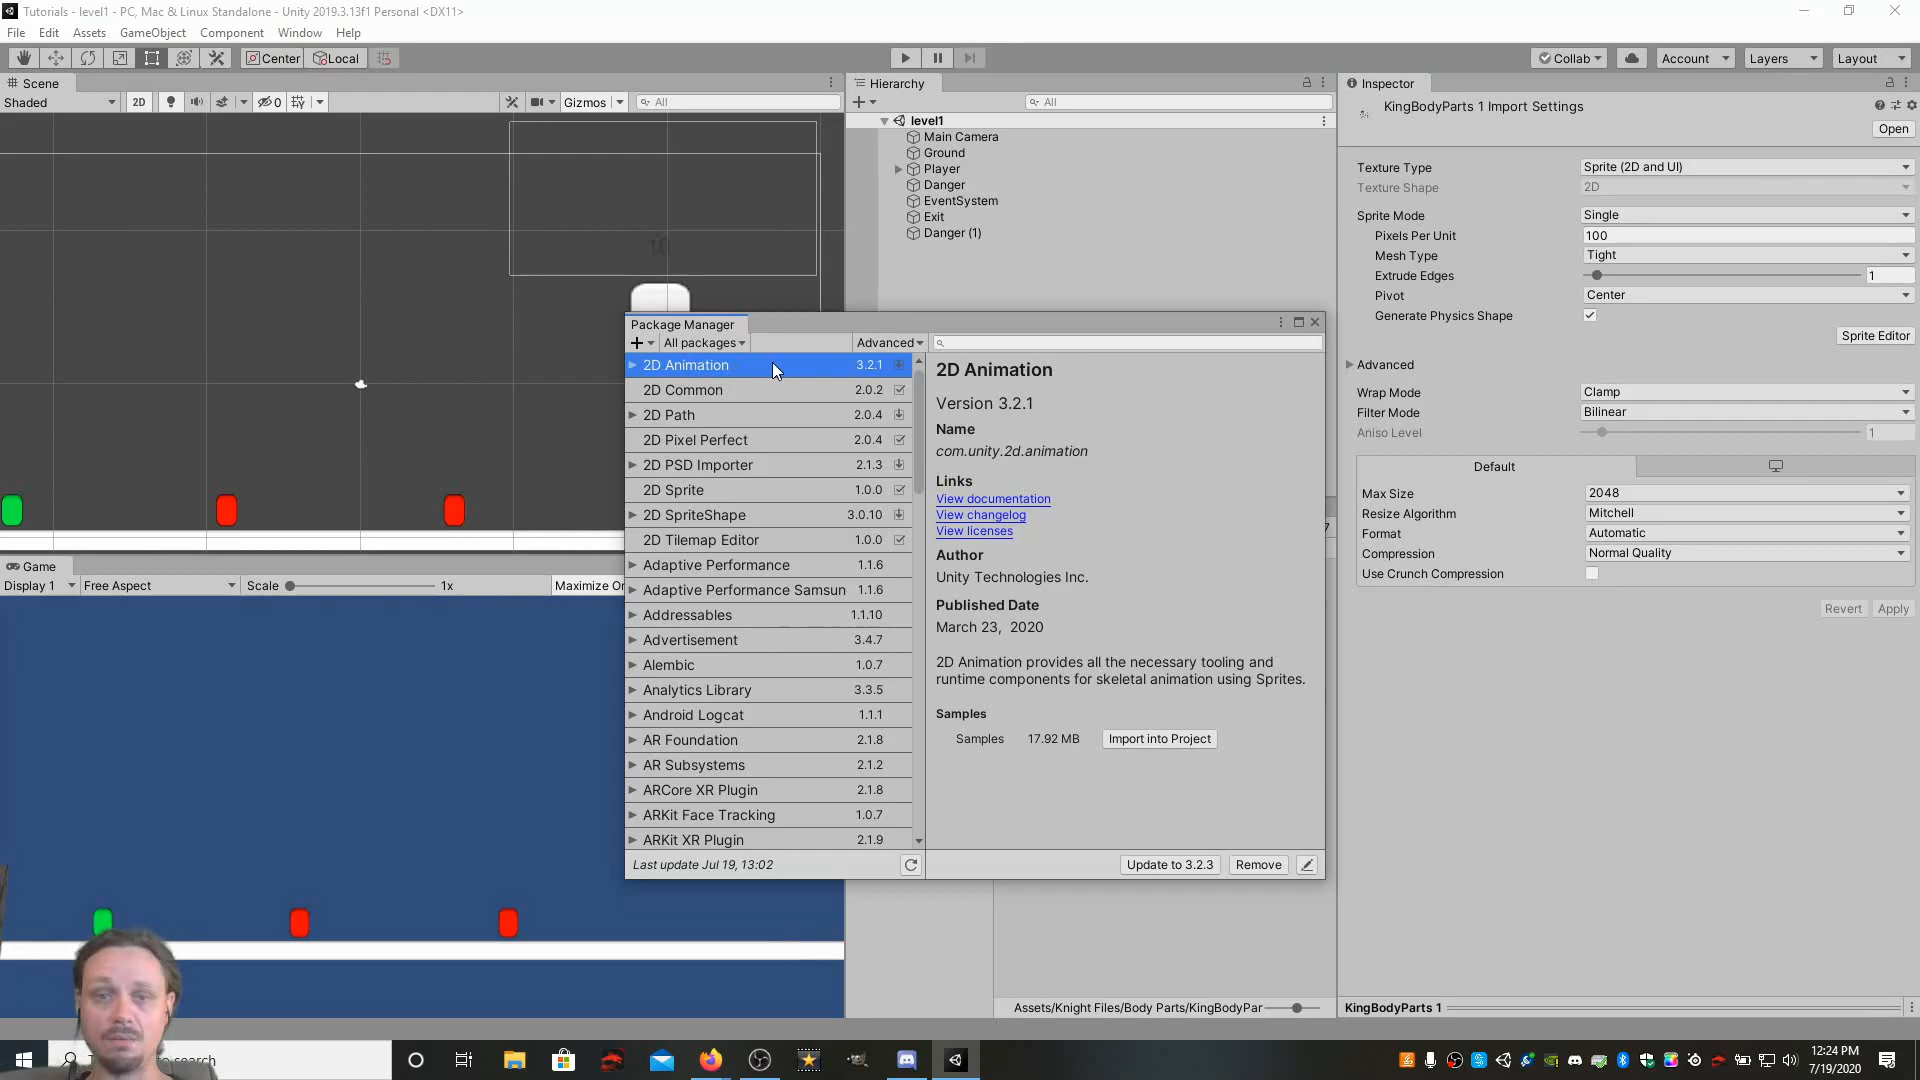 Tutorials - level1 - PC, Mac & Linux Standalone - Unity 2019.3.13f1 Personal <DX11>
File Edit Assets GameObject Component Window Help
Center Local
Collab Account Layers Layout
Scene
Shaded 2D 0 Gizmos All
Hierarchy
All
level1
Main Camera
Ground
Player
Danger
EventSystem
Exit
Danger (1)
Inspector
KingBodyParts 1 Import Settings
Open
Texture Type Sprite (2D and UI)
Texture Shape 2D
Sprite Mode Single
Pixels Per Unit 100
Mesh Type Tight
Extrude Edges 1
Pivot Center
Generate Physics Shape
Sprite Editor
Advanced
Wrap Mode Clamp
Filter Mode Bilinear
Aniso Level 1
Default
Max Size 2048
Resize Algorithm Mitchell
Format Automatic
Compression Normal Quality
Use Crunch Compression
Revert Apply
Package Manager
All packages Advanced
2D Animation 3.2.1
2D Common 2.0.2
2D Path 2.0.4
2D Pixel Perfect 2.0.4
2D PSD Importer 2.1.3
2D Sprite 1.0.0
2D SpriteShape 3.0.10
2D Tilemap Editor 1.0.0
Adaptive Performance 1.1.6
Adaptive Performance Samsun 1.1.6
Addressables 1.1.10
Advertisement 3.4.7
Alembic 1.0.7
Analytics Library 3.3.5
Android Logcat 1.1.1
AR Foundation 2.1.8
AR Subsystems 2.1.2
ARCore XR Plugin 2.1.8
ARKit Face Tracking 1.0.7
ARKit XR Plugin 2.1.9
Last update Jul 19, 13:02
2D Animation
Version 3.2.1
Name
com.unity.2d.animation
Links
View documentation
View changelog
View licenses
Author
Unity Technologies Inc.
Published Date
March 23, 2020
2D Animation provides all the necessary tooling and
runtime components for skeletal animation using Sprites.
Samples
Samples 17.92 MB Import into Project
Update to 3.2.3 Remove
7
Game
Display 1 Free Aspect Scale 1x Maximize On
Assets/Knight Files/Body Parts/KingBodyPar
KingBodyParts 1
search
12:24 PM
7/19/2020